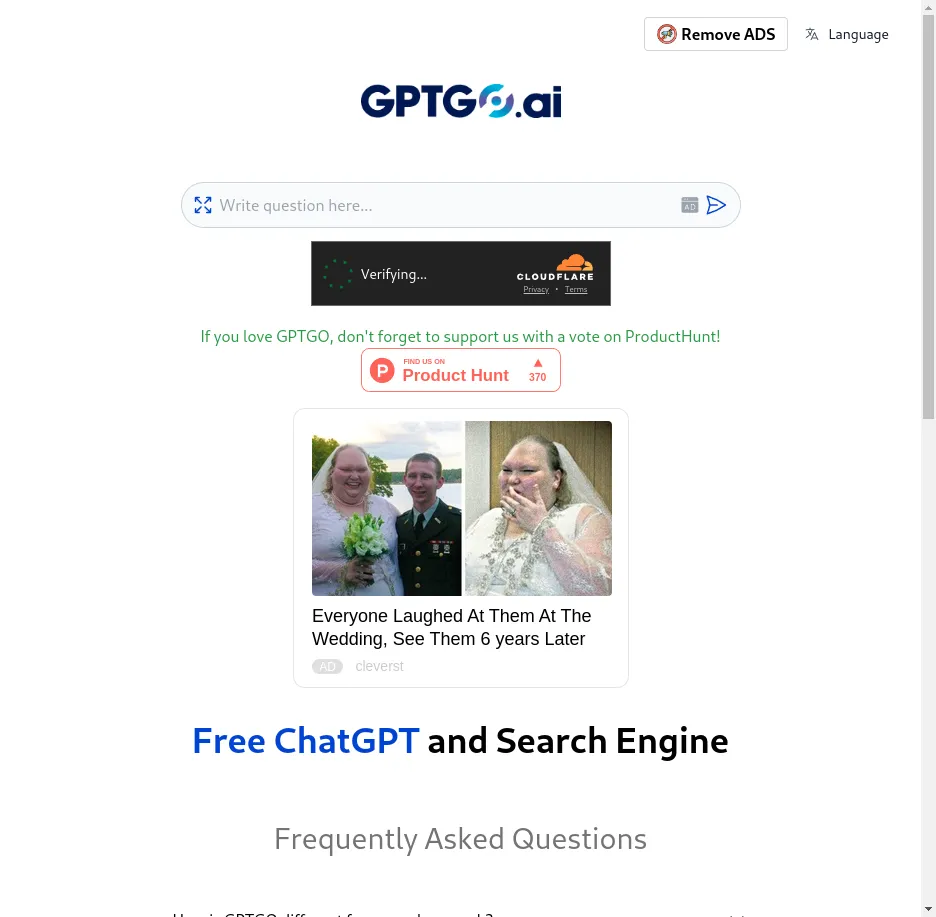 Remove ADS
Language
GPTGO.ai
Write question here...
AD
Verifying...
CLOUDFLARE
Privacy • Terms
If you love GPTGO, don't forget to support us with a vote on ProductHunt!
P
FIND US ON
Product Hunt
370
Everyone Laughed At Them At The
Wedding, See Them 6 years Later
AD cleverst
Free ChatGPT and Search Engine
Frequently Asked Questions